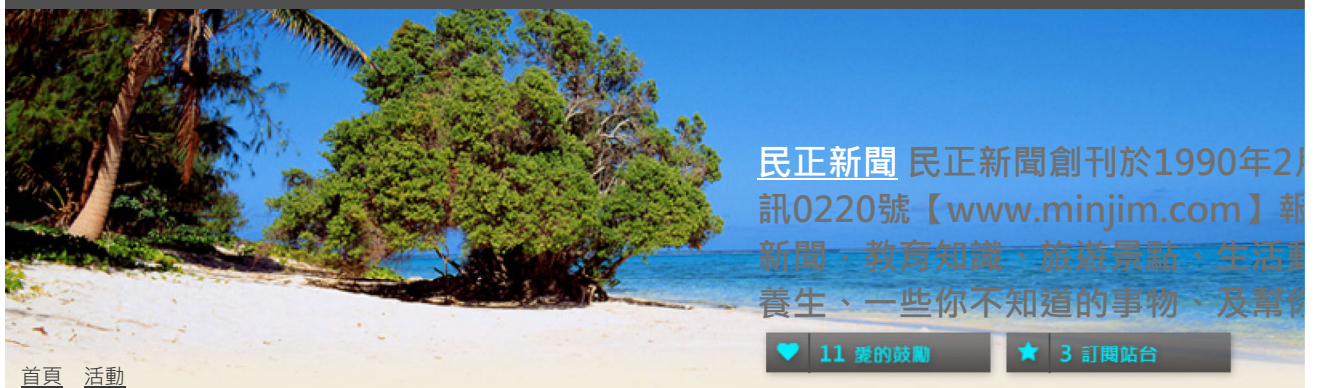 民正新聞 民正新聞創刊於1990年2月
訊0220號【www.minjim.com】報
新聞、教育知識、旅遊景點、生活動
養生、一些你不知道的事物、及幫你
11 愛的鼓勵 3 訂閱站台
首頁 活動